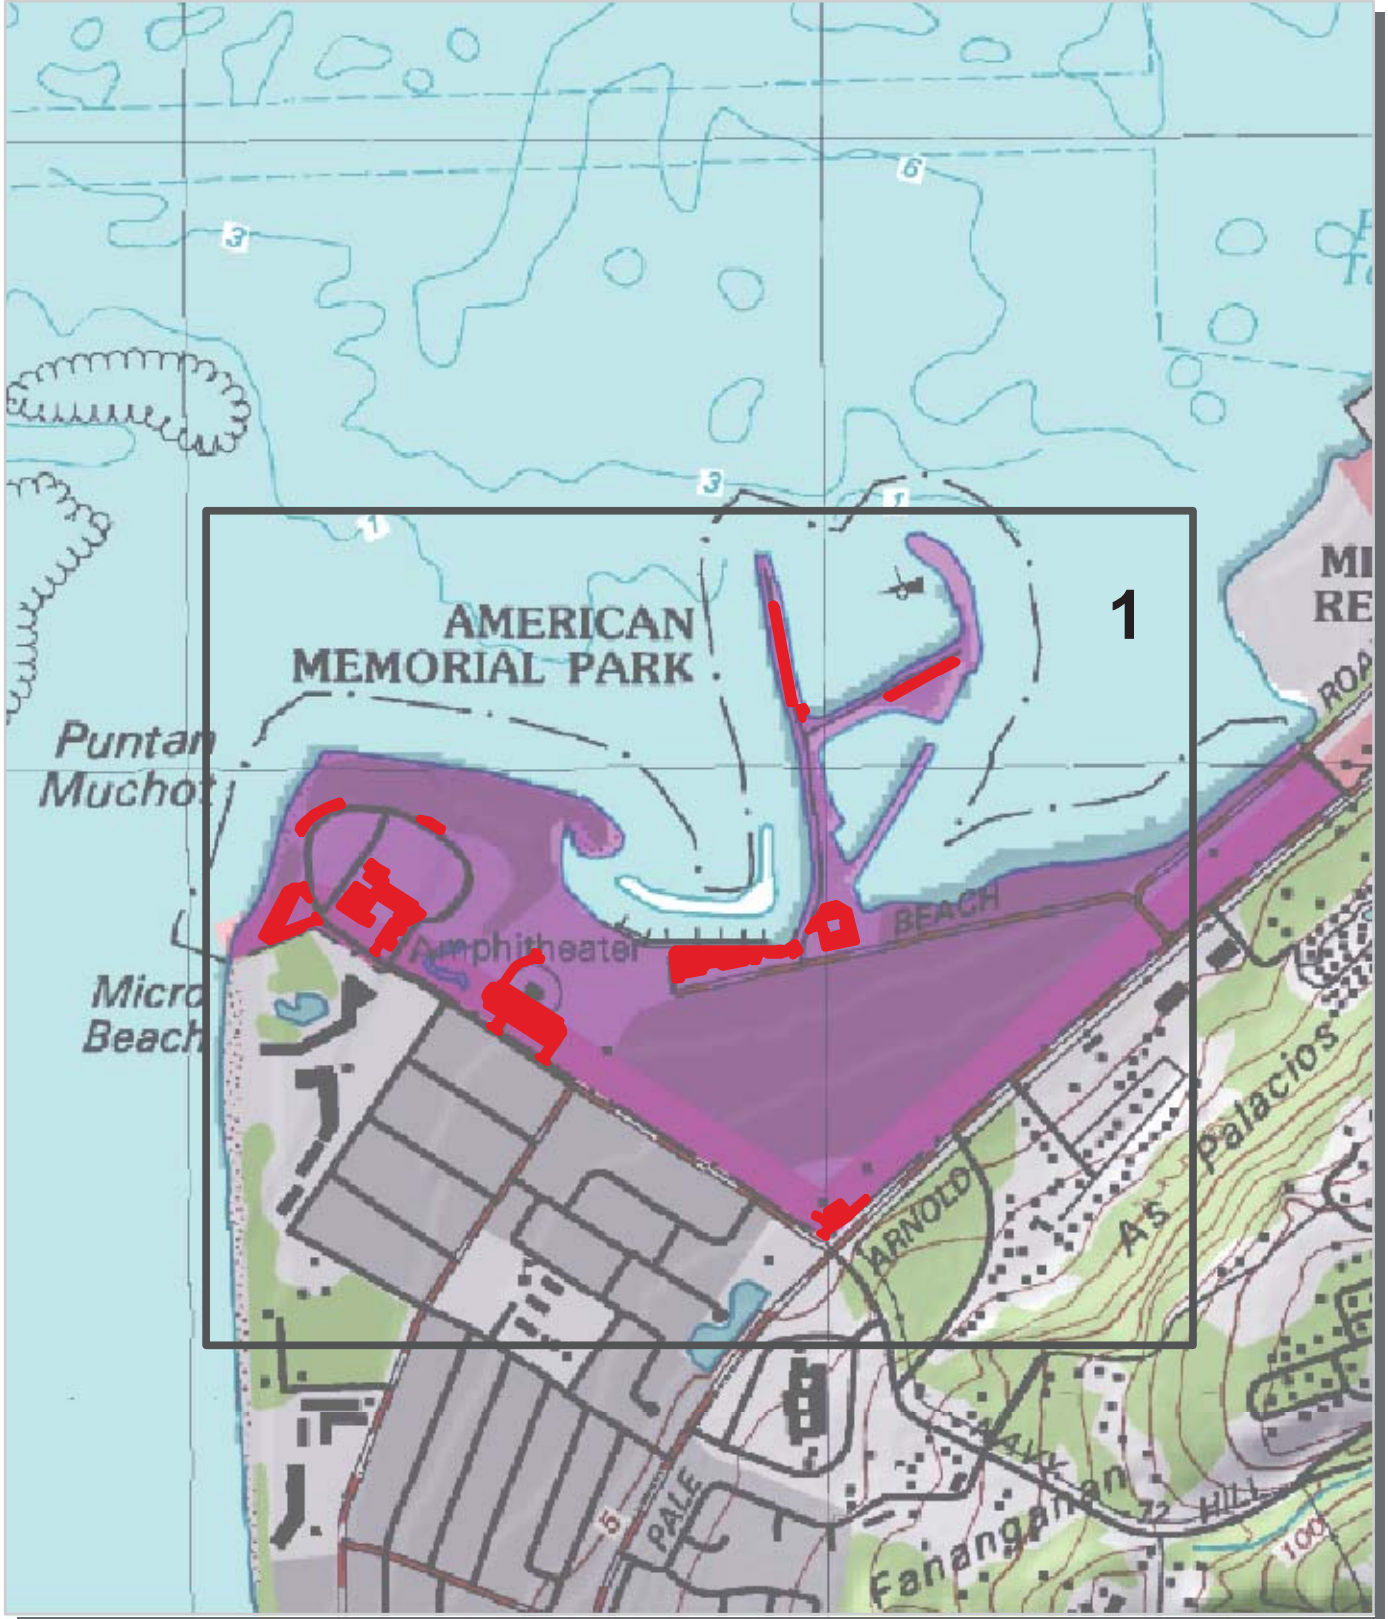 6
3
3
1
1
AMERICAN
MEMORIAL PARK
1
MI
RE
ROA
Puntan
Muchot
BEACH
Amphitheater
Micro
Beach
Palacios
As
ARNOLD
NAVY
HILL
72
Fananganan
PALE
5
100